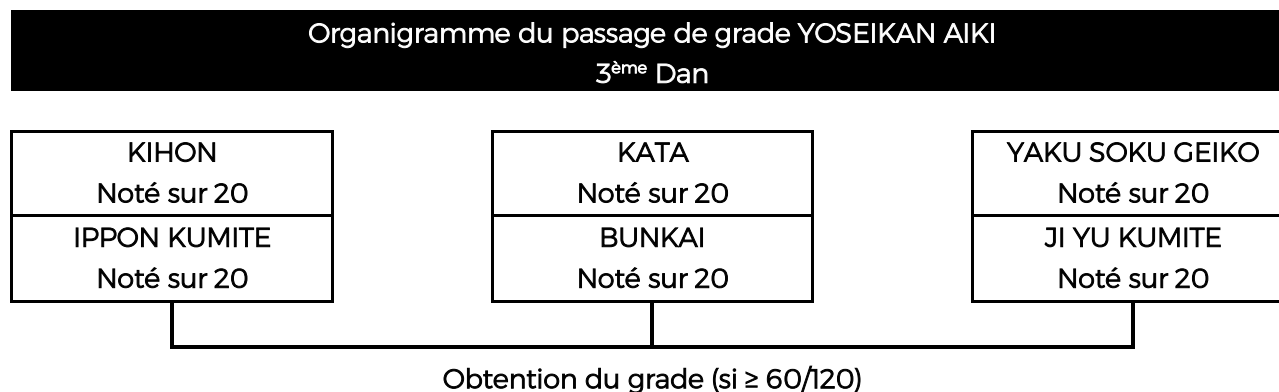 Organigramme du passage de grade YOSEIKAN AIKI
3ème Dan
KIHON
Noté sur 20
IPPON KUMITE
Noté sur 20
KATA
Noté sur 20
BUNKAI
Noté sur 20
YAKU SOKU GEIKO
Noté sur 20
JI YU KUMITE
Noté sur 20
Obtention du grade (si ≥ 60/120)